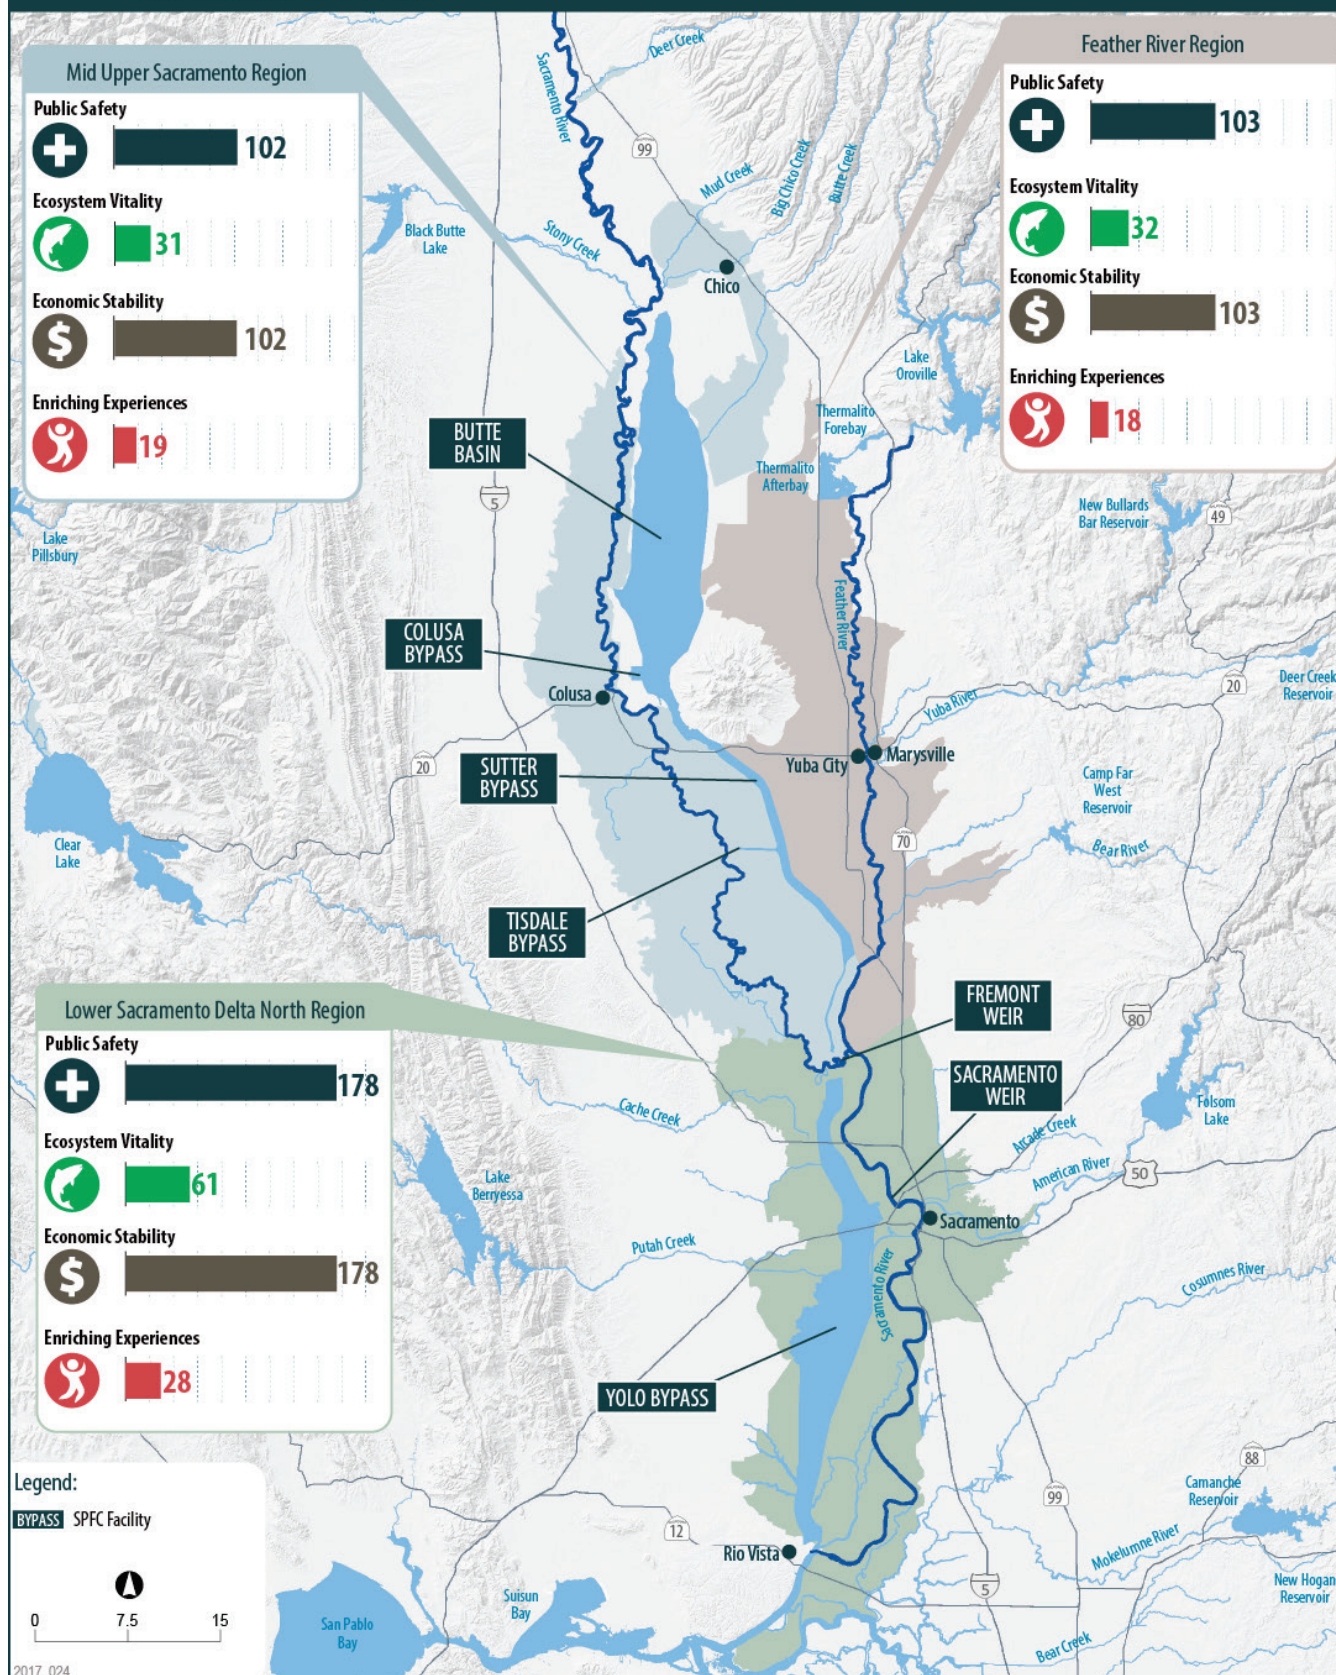 Mid Upper Sacramento Region
Public Safety
102
Ecosystem Vitality
31
Economic Stability
$
102
Enriching Experiences
19
Feather River Region
Public Safety
103
Ecosystem Vitality
32
Economic Stability
$
103
Enriching Experiences
18
Lower Sacramento Delta North Region
Public Safety
178
Ecosystem Vitality
61
Economic Stability
$
178
Enriching Experiences
28
Deer Creek
Sacramento River
99
Mud Creek
Big Chico Creek
Butte Creek
Black Butte
Lake
Stony Creek
Chico
Lake
Oroville
Thermalito
Forebay
Thermalito
Afterbay
BUTTE
BASIN
5
New Bullards
Bar Reservoir
49
Lake
Pillsbury
Feather River
COLUSA
BYPASS
Colusa
Deer Creek
Reservoir
20
Yuba River
Marysville
Yuba City
20
SUTTER
BYPASS
Camp Far
West
Reservoir
Bear River
70
Clear
Lake
TISDALE
BYPASS
FREMONT
WEIR
80
SACRAMENTO
WEIR
Folsom
Lake
Cache Creek
Arcade Creek
American River
50
Lake
Berryessa
Sacramento
Putah Creek
Sacramento River
Cosumnes River
YOLO BYPASS
88
Camanche
Reservoir
99
12
Mokelumne River
Rio Vista
5
New Hogan
Reservoir
Suisun
Bay
San Pablo
Bay
Bear Creek
Legend:
BYPASS SPFC Facility
0 7.5 15
2017_024